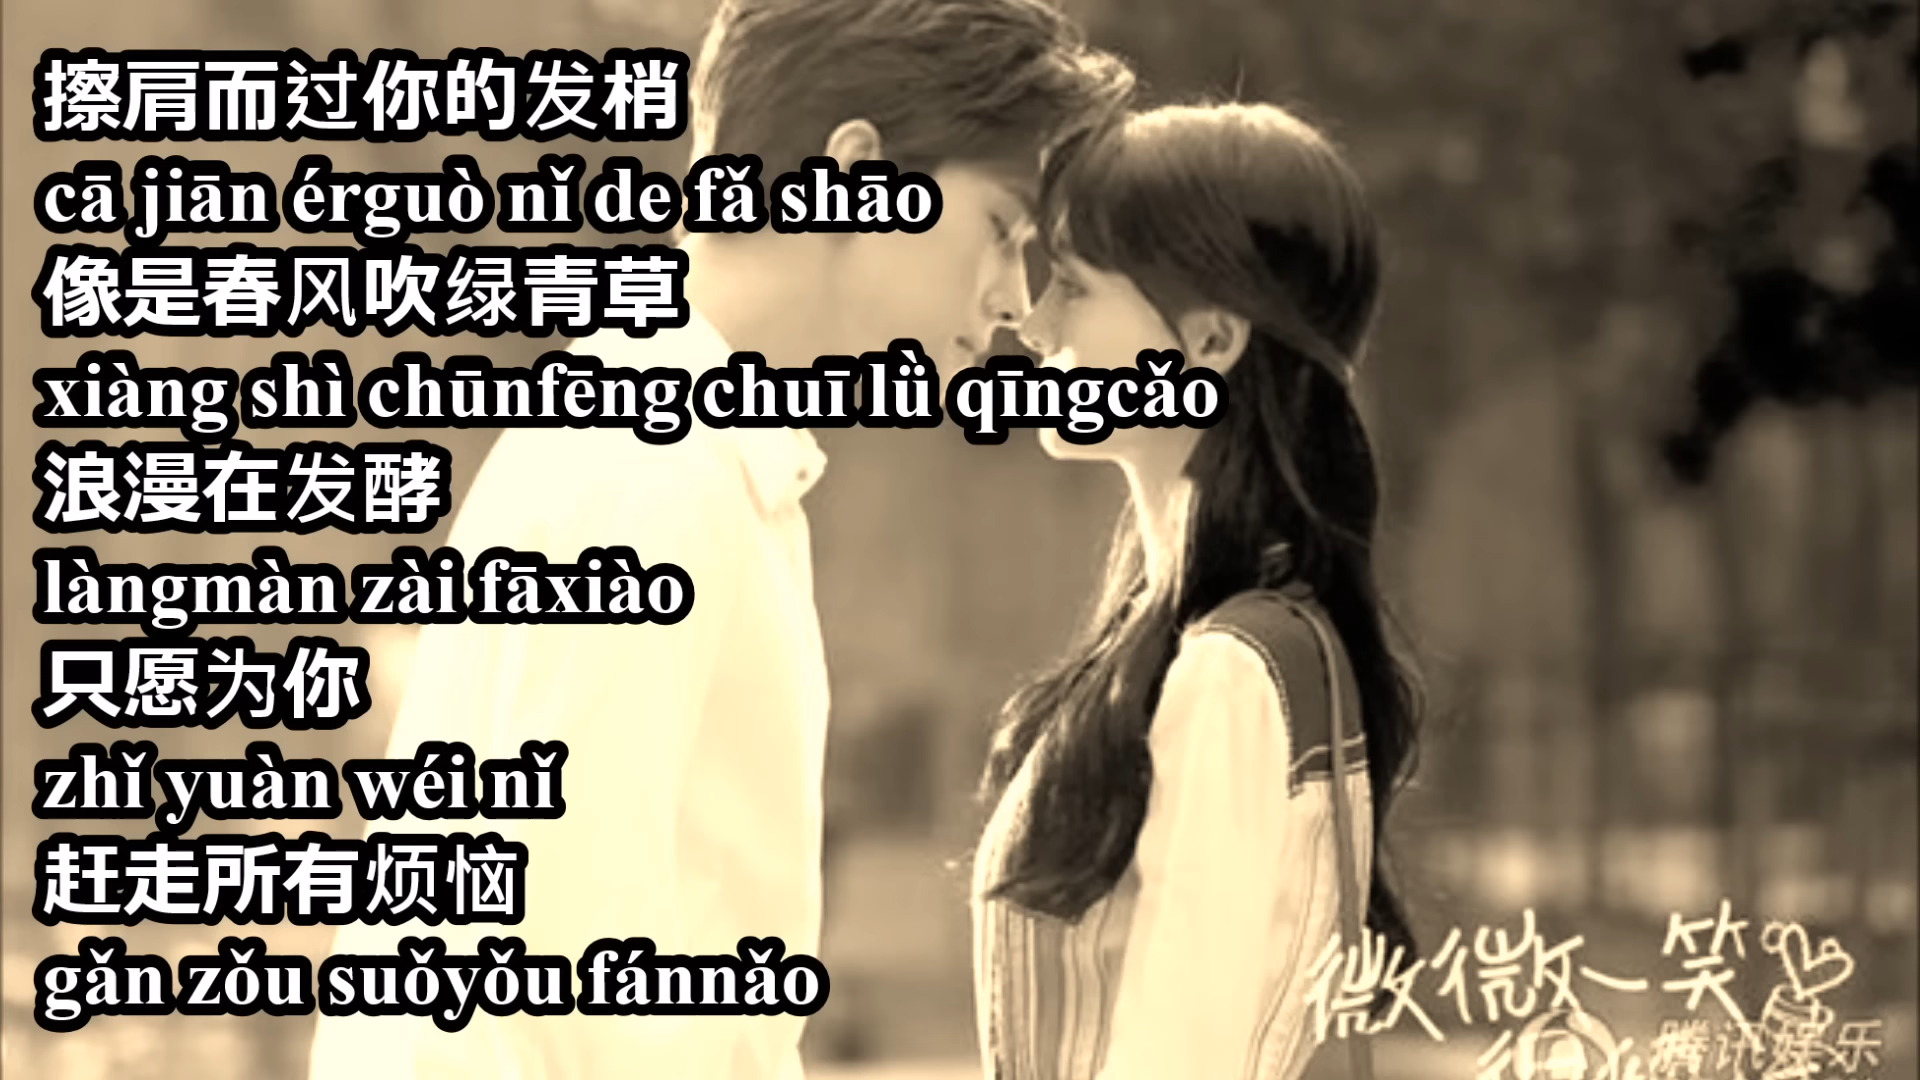 擦肩而过你的发梢
cā jiān érguò nǐ de fǎ shāo
像是春风吹绿青草
xiàng shì chūnfēng chuī lǜ qīngcǎo
浪漫在发酵
làngmàn zài fāxiào
只愿为你
zhǐ yuàn wéi nǐ
赶走所有烦恼
gǎn zǒu suǒyǒu fánnǎo
微微一笑
腾讯娱乐